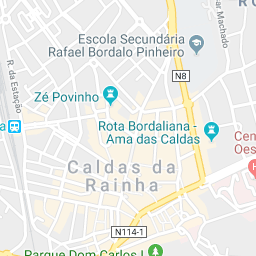 Escola Secundária
Rafael Bordalo Pinheiro
N8
Zé Povinho
R. da Estação
Rota Bordaliana -
Ama das Caldas
Caldas da
Rainha
N114-1
Parque Dom Carlos I
Machado